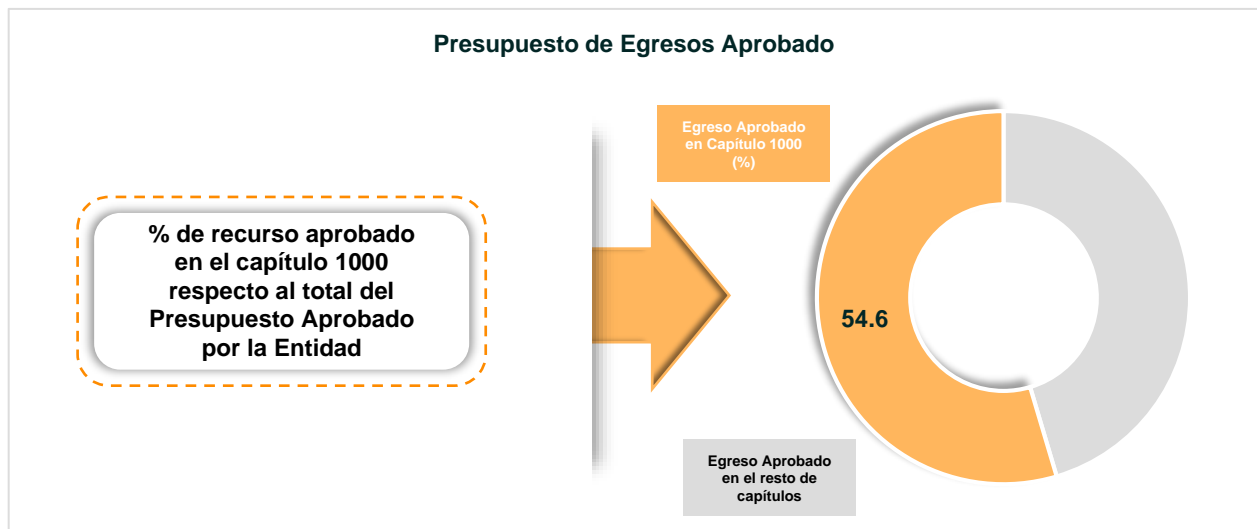 Presupuesto de Egresos Aprobado
% de recurso aprobado
en el capítulo 1000
respecto al total del
Presupuesto Aprobado
por la Entidad
Egreso Aprobado
en Capítulo 1000
(%)
54.6
Egreso Aprobado
en el resto de
capítulos